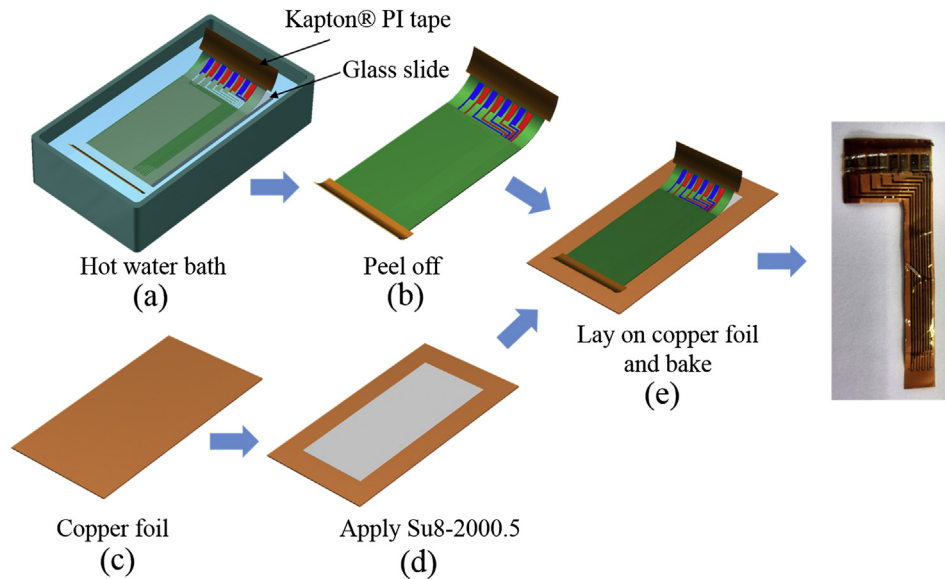 Kapton® PI tape
Glass slide
Hot water bath
(a)
Peel off
(b)
Lay on copper foil
and bake
(e)
Copper foil
(c)
Apply Su8-2000.5
(d)